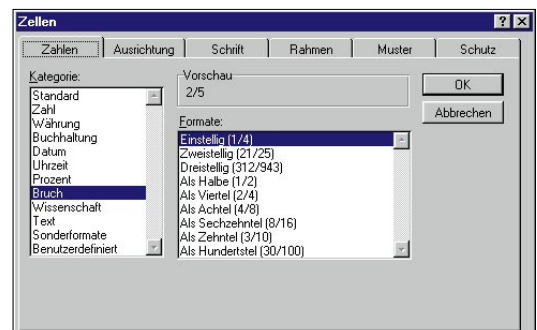 Zellen
Zahlen Ausrichtung Schrift Rahmen Muster Schutz
Kategorie:
Standard
Zahl
Währung
Buchhaltung
Datum
Uhrzeit
Prozent
Bruch
Wissenschaft
Text
Sonderformate
Benutzerdefiniert
Vorschau
2/5
Formate:
Einstellig (1/4)
Zweistellig (21/25)
Dreistellig (312/943)
Als Halbe (1/2)
Als Viertel (2/4)
Als Achtel (4/8)
Als Sechzehntel (8/16)
Als Zehntel (3/10)
Als Hundertstel (30/100)
OK
Abbrechen